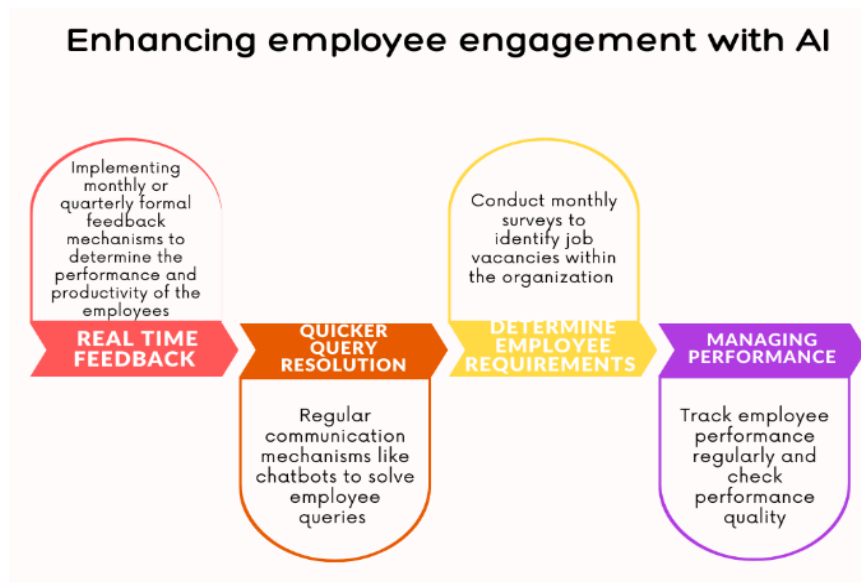 Enhancing employee engagement with AI
Implementing
monthly or
quarterly formal
feedback
mechanisms to
determine the
performance and
productivity of the
employees
REAL TIME
FEEDBACK
QUICKER
QUERY
RESOLUTION
Regular
communication
mechanisms like
chatbots to solve
employee
queries
Conduct monthly
surveys to
identify job
vacancies within
the organization
DETERMINE
EMPLOYEE
REQUIREMENTS
MANAGING
PERFORMANCE
Track employee
performance
regularly and
check
performance
quality